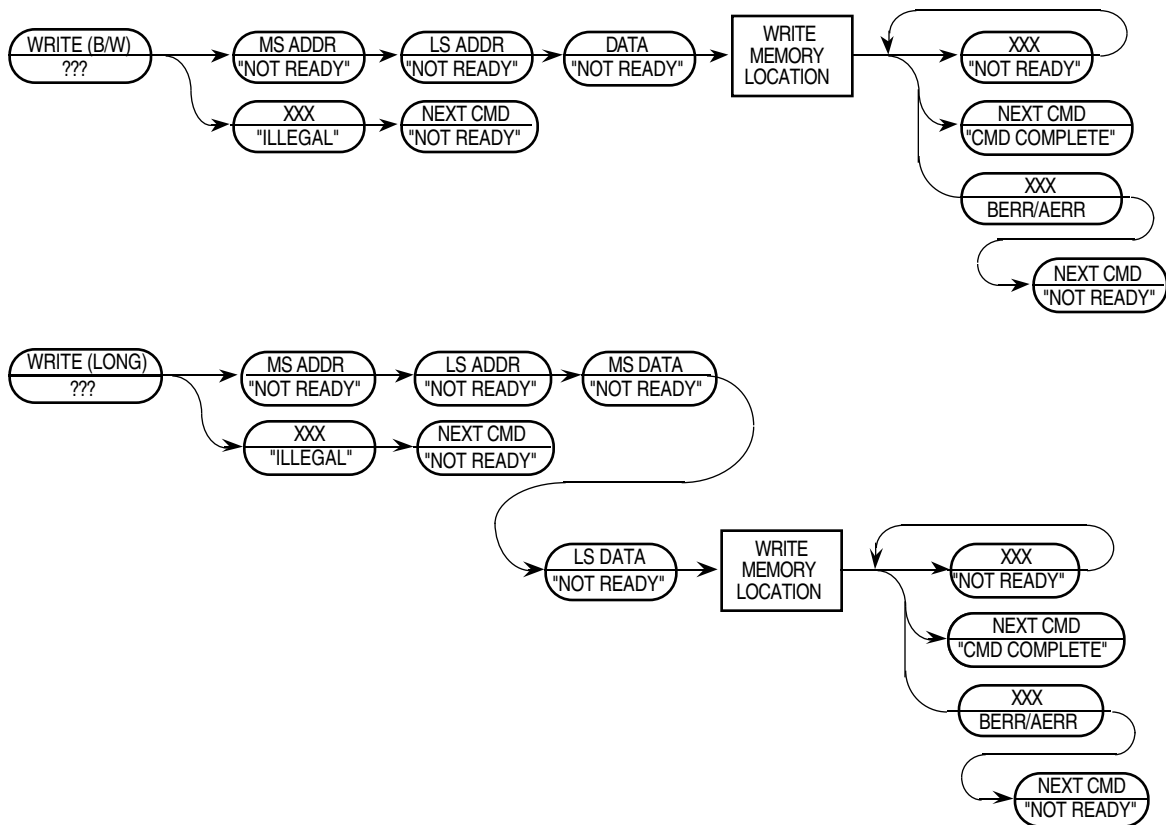 WRITE (B/W)
???
MS ADDR
"NOT READY"
LS ADDR
"NOT READY"
DATA
"NOT READY"
WRITE
MEMORY
LOCATION
XXX
"NOT READY"
XXX
"ILLEGAL"
NEXT CMD
"NOT READY"
NEXT CMD
"CMD COMPLETE"
XXX
BERR/AERR
NEXT CMD
"NOT READY"
WRITE (LONG)
???
MS ADDR
"NOT READY"
LS ADDR
"NOT READY"
MS DATA
"NOT READY"
XXX
"ILLEGAL"
NEXT CMD
"NOT READY"
LS DATA
"NOT READY"
WRITE
MEMORY
LOCATION
XXX
"NOT READY"
NEXT CMD
"CMD COMPLETE"
XXX
BERR/AERR
NEXT CMD
"NOT READY"